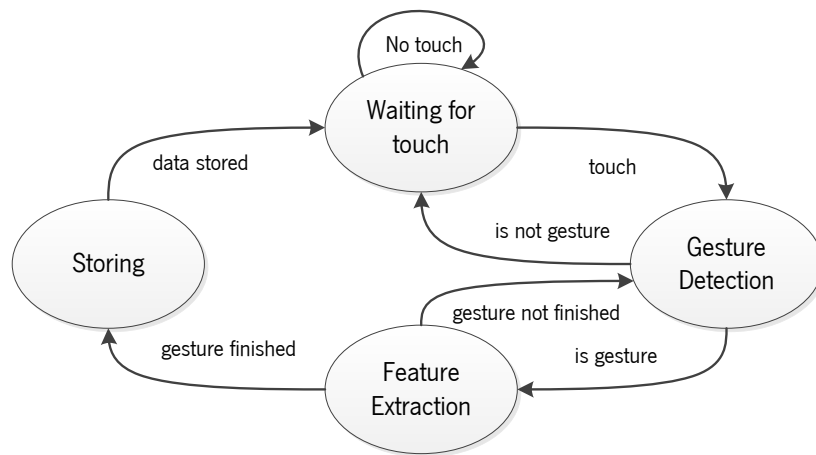 No touch
Waiting for
touch
data stored
touch
is not gesture
Storing
Gesture
Detection
gesture not finished
gesture finished
is gesture
Feature
Extraction